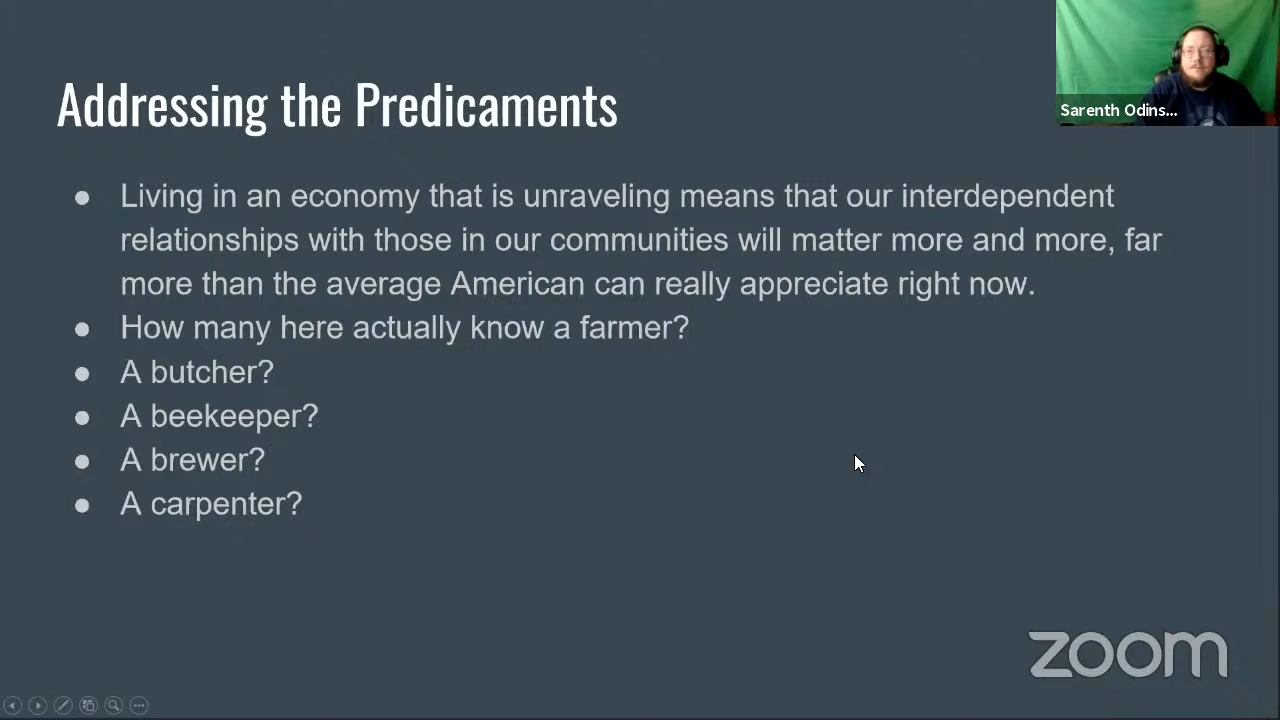 Addressing the Predicaments
Sarenth Odins...
● Living in an economy that is unraveling means that our interdependent
relationships with those in our communities will matter more and more, far
more than the average American can really appreciate right now.
● How many here actually know a farmer?
● A butcher?
● A beekeeper?
● A brewer?
● A carpenter?
zoom